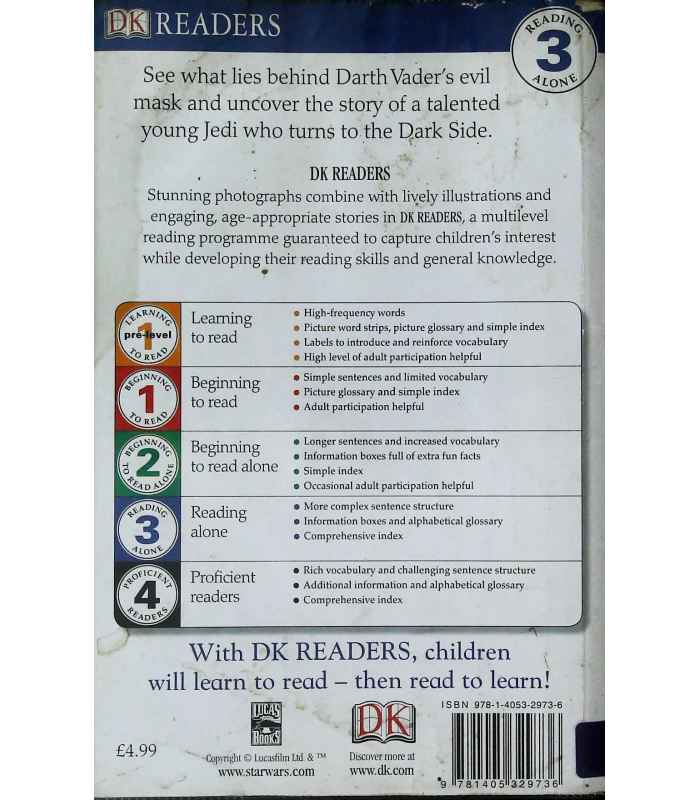 DK READERS
READING
3
ALONE
See what lies behind Darth Vader's evil
mask and uncover the story of a talented
young Jedi who turns to the Dark Side.
DK READERS
Stunning photographs combine with lively illustrations and
engaging, age-appropriate stories in DK READERS, a multilevel
reading programme guaranteed to capture children's interest
while developing their reading skills and general knowledge.
LEARNING
1
pre-level
TO READ
Learning
to read
• High-frequency words
• Picture word strips, picture glossary and simple index
• Labels to introduce and reinforce vocabulary
• High level of adult participation helpful
BEGINNING
1
TO READ
Beginning
to read
• Simple sentences and limited vocabulary
• Picture glossary and simple index
• Adult participation helpful
BEGINNING
2
TO READ ALONE
Beginning
to read alone
• Longer sentences and increased vocabulary
• Information boxes full of extra fun facts
• Simple index
• Occasional adult participation helpful
READING
3
ALONE
Reading
alone
• More complex sentence structure
• Information boxes and alphabetical glossary
• Comprehensive index
PROFICIENT
4
READERS
Proficient
readers
• Rich vocabulary and challenging sentence structure
• Additional information and alphabetical glossary
• Comprehensive index
With DK READERS, children
will learn to read – then read to learn!
£4.99
LUCAS
BOOKS
Copyright © Lucasfilm Ltd. & ™
www.starwars.com
DK
Discover more at
www.dk.com
ISBN 978-1-4053-2973-6
9 781405 329736